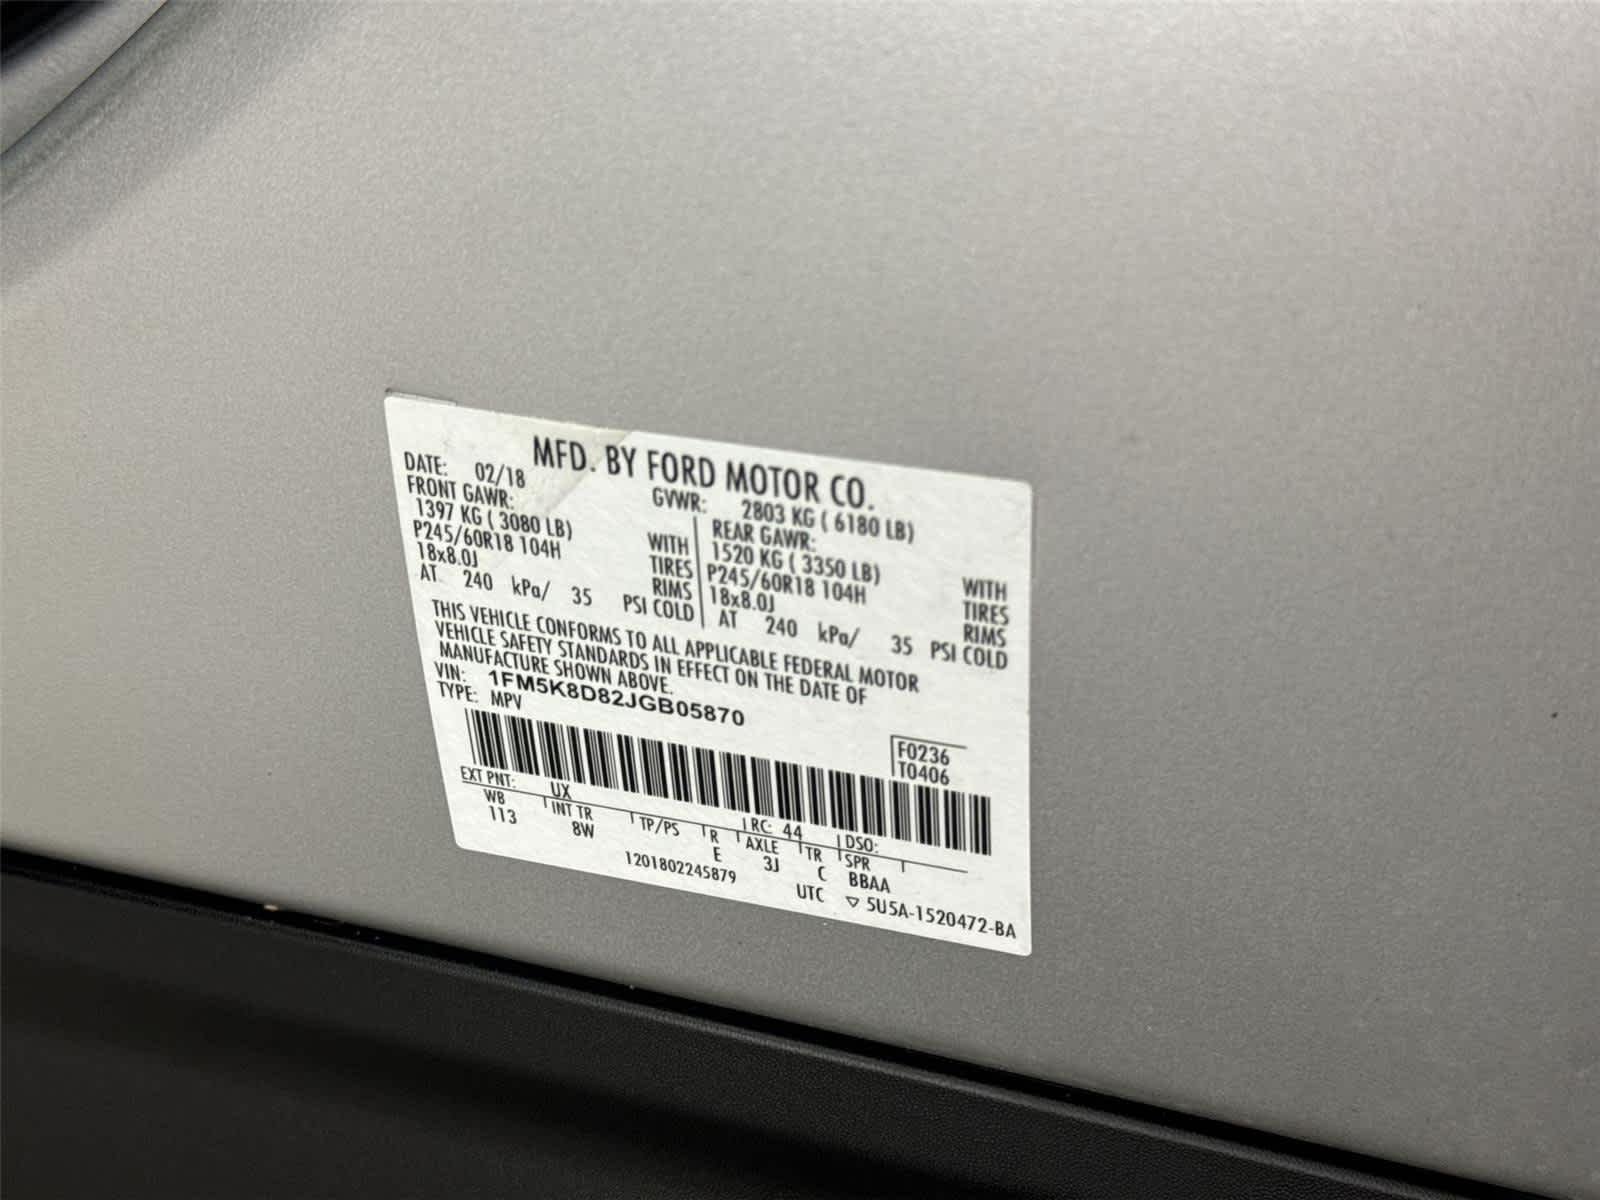 MFD. BY FORD MOTOR CO.
DATE: 02/18 GVWR: 2803 KG ( 6180 LB)
FRONT GAWR: REAR GAWR:
1397 KG ( 3080 LB) WITH 1520 KG ( 3350 LB) WITH
P245/60R18 104H TIRES P245/60R18 104H TIRES
18x8.0J RIMS 18x8.0J RIMS
AT 240 kPa/ 35 PSI COLD AT 240 kPa/ 35 PSI COLD
THIS VEHICLE CONFORMS TO ALL APPLICABLE FEDERAL MOTOR
VEHICLE SAFETY STANDARDS IN EFFECT ON THE DATE OF
MANUFACTURE SHOWN ABOVE.
VIN: 1FM5K8D82JGB05870
TYPE: MPV
F0236
T0406
EXT PNT: UX RC: 44 DSO:
WB INT TR TP/PS R AXLE TR SPR
113 8W E 3J C BBAA
1201802245879 UTC ▽ 5U5A-1520472-BA